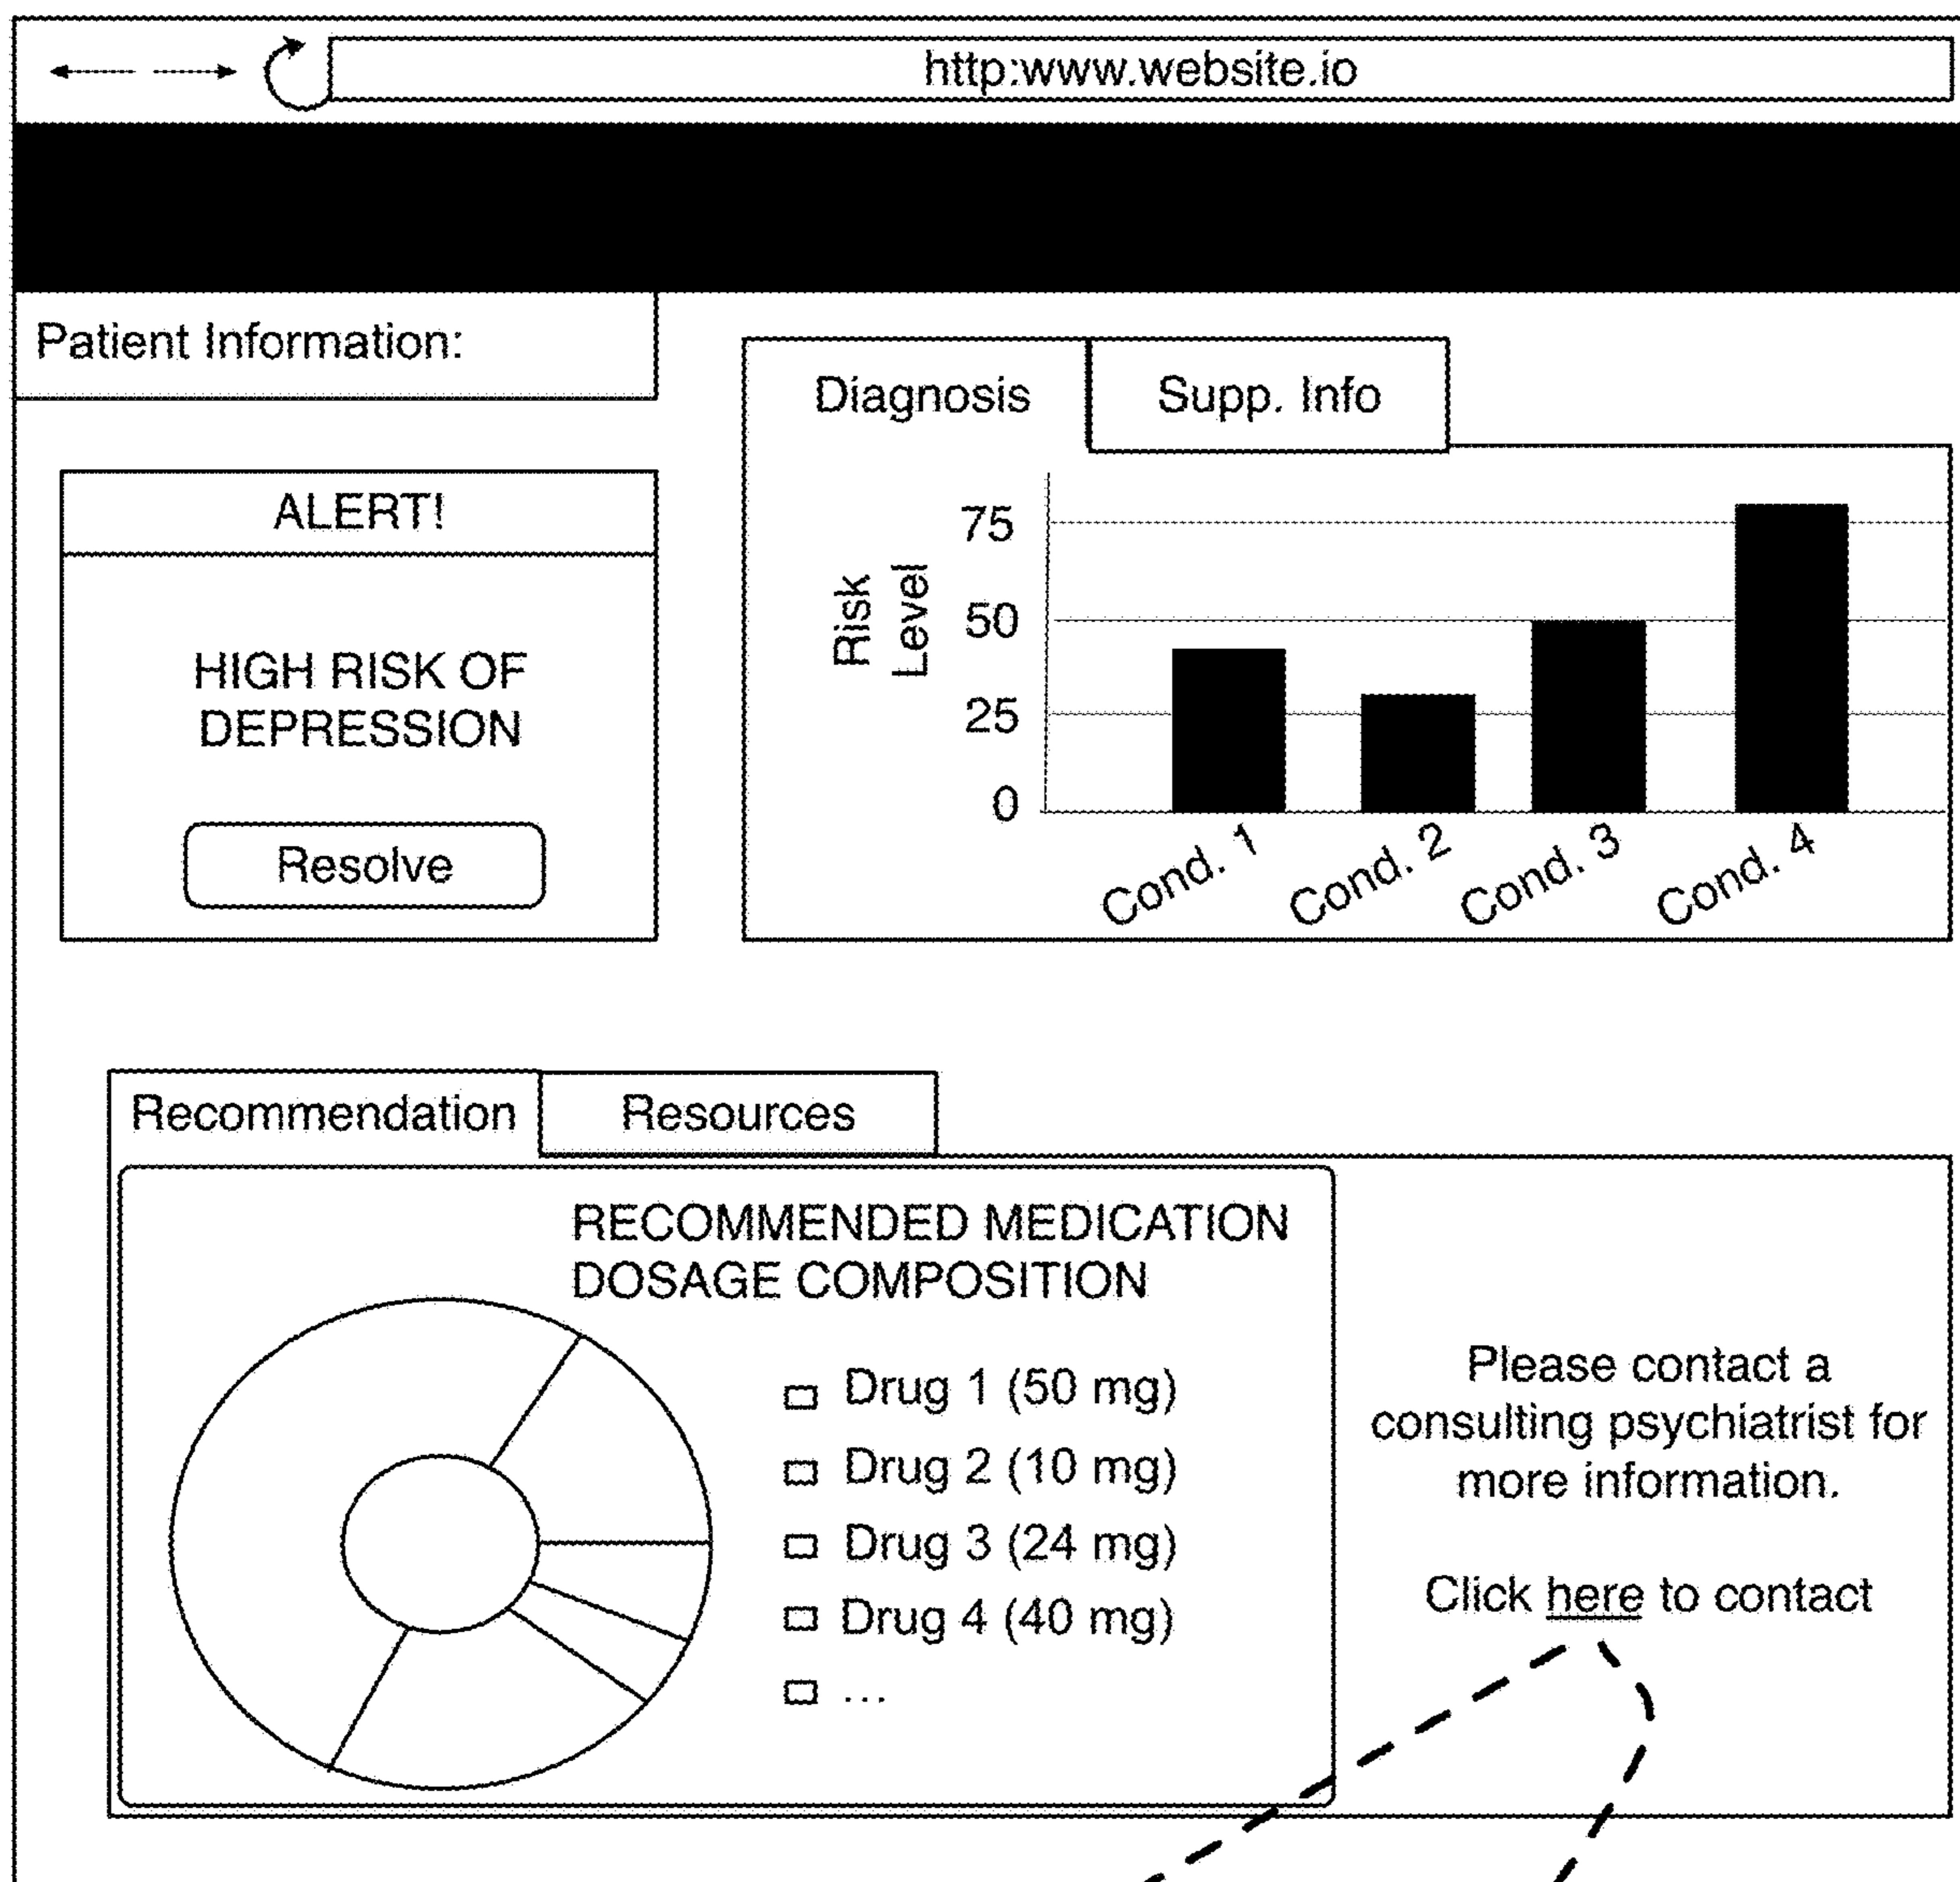 http:www.website.io
Patient Information:
ALERT!
HIGH RISK OF
DEPRESSION
Resolve
Diagnosis
Supp. Info
Risk
Level
75
50
25
0
Cond. 1
Cond. 2
Cond. 3
Cond. 4
Recommendation
Resources
RECOMMENDED MEDICATION
DOSAGE COMPOSITION
Drug 1 (50 mg)
Drug 2 (10 mg)
Drug 3 (24 mg)
Drug 4 (40 mg)
...
Please contact a
consulting psychiatrist for
more information.
Click here to contact